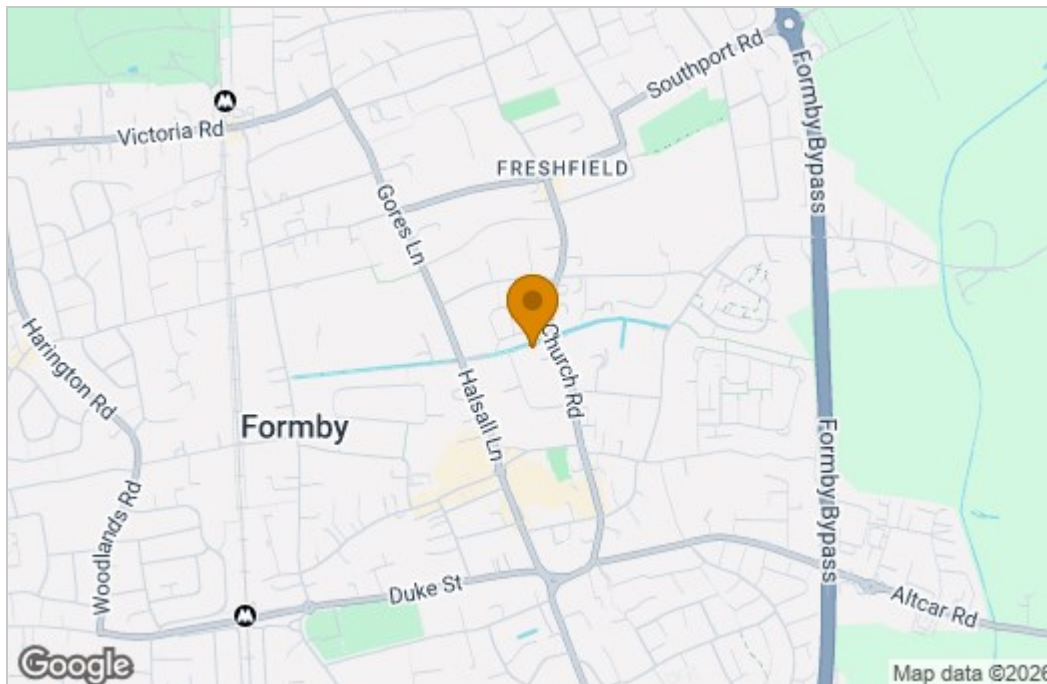 Southport Rd
Victoria Rd
FRESHFIELD
Formby Bypass
Gores Ln
Harington Rd
Church Rd
Halsall Ln
Formby
Formby Bypass
Woodlands Rd
Duke St
Altcar Rd
Google
Map data ©2026